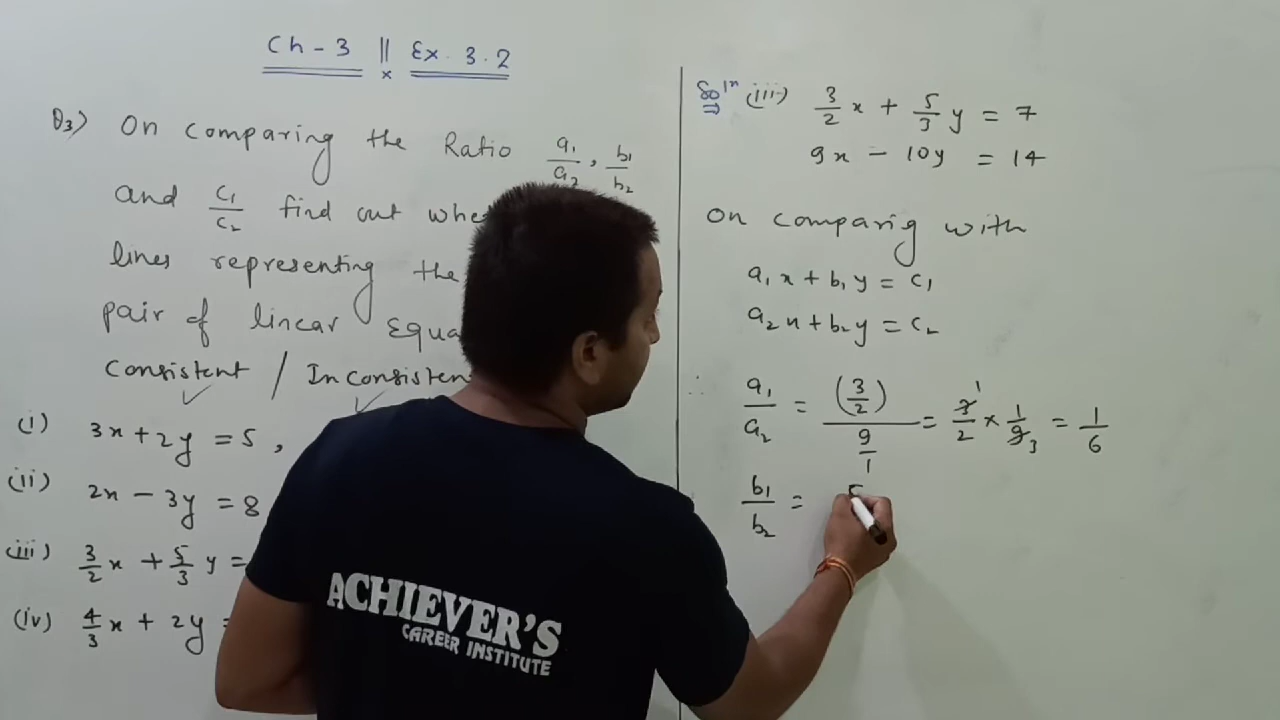 Ch - 3 || Ex. 3.2
Q3) On comparing the Ratio a₁/a₂, b₁/b₂
and c₁/c₂ find out
lines representing the
pair of linear
Consistent /
(i) 3x + 2y = 5,
(ii) 2x - 3y = 8
(iii) 3/2 x + 5/3 y =
(iv) 4/3 x + 2y =
Solⁿ (iii) 3/2 x + 5/3 y = 7
⇒
9x - 10y = 14
On comparig with
a₁x + b₁y = c₁
a₂x + b₂y = c₂
∴ a₁/a₂ = (3/2)/(9/1) = 3/2 × 1/9 = 1/6
b₁/b₂ =
ACHIEVER'S
CAREER INSTITUTE